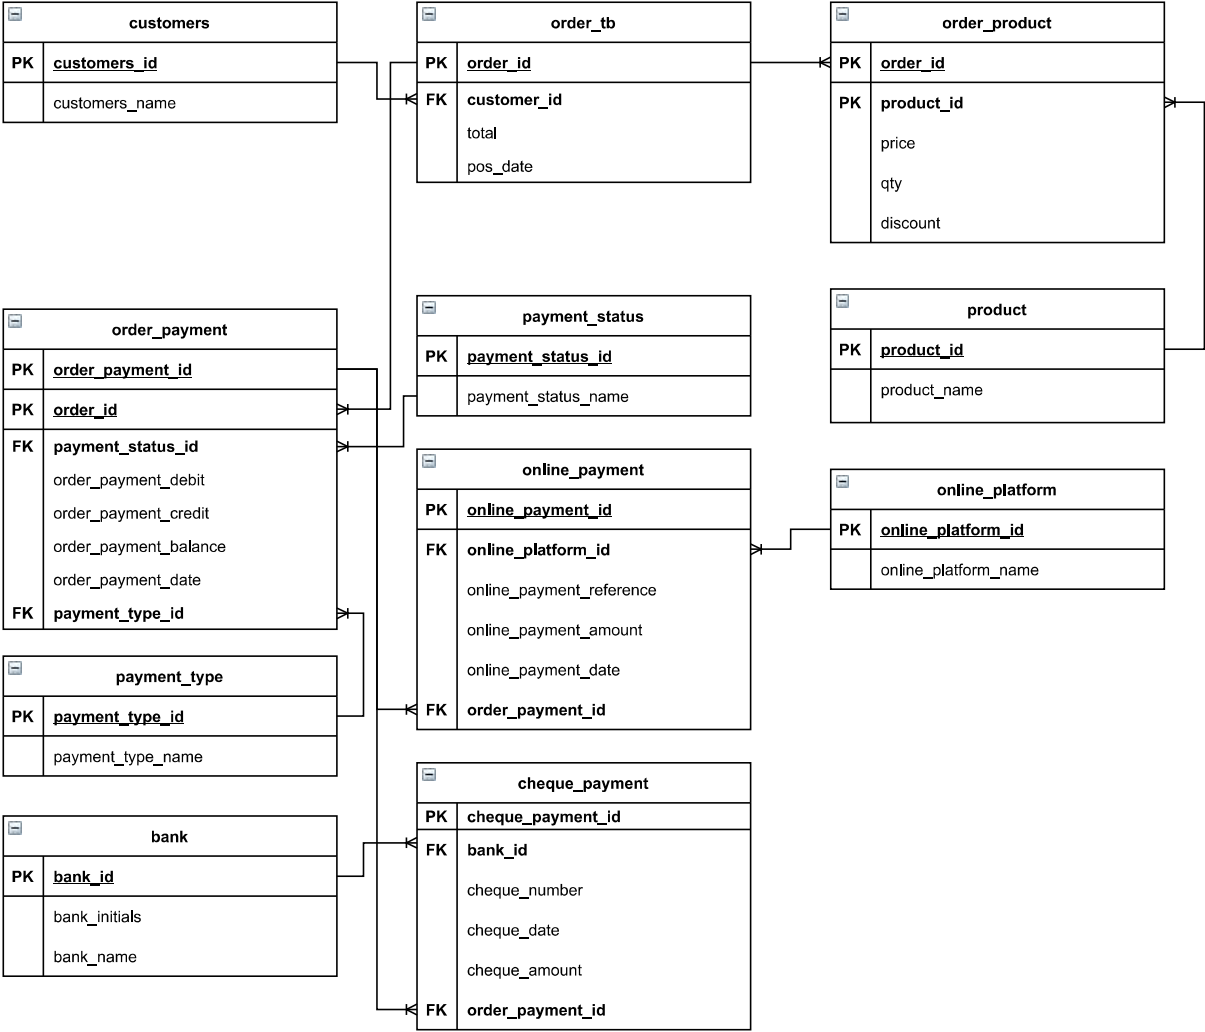 customers
PK customers_id
customers_name
order_tb
PK order_id
FK customer_id
total
pos_date
order_product
PK order_id
PK product_id
price
qty
discount
order_payment
PK order_payment_id
PK order_id
FK payment_status_id
order_payment_debit
order_payment_credit
order_payment_balance
order_payment_date
FK payment_type_id
payment_status
PK payment_status_id
payment_status_name
product
PK product_id
product_name
online_payment
PK online_payment_id
FK online_platform_id
online_payment_reference
online_payment_amount
online_payment_date
FK order_payment_id
online_platform
PK online_platform_id
online_platform_name
payment_type
PK payment_type_id
payment_type_name
bank
PK bank_id
bank_initials
bank_name
cheque_payment
PK cheque_payment_id
FK bank_id
cheque_number
cheque_date
cheque_amount
FK order_payment_id